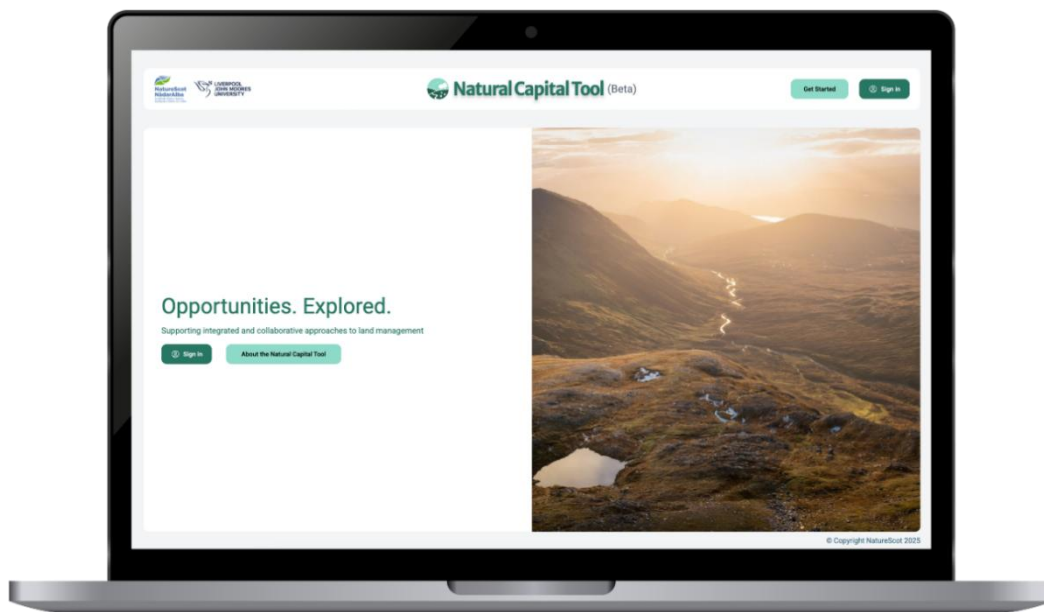 NatureScot
NàdarAlba
LIVERPOOL
JOHN MOORES
UNIVERSITY
Natural Capital Tool (Beta)
Get Started
Sign In
Opportunities. Explored.
Supporting integrated and collaborative approaches to land management
Sign In
About the Natural Capital Tool
© Copyright NatureScot 2025